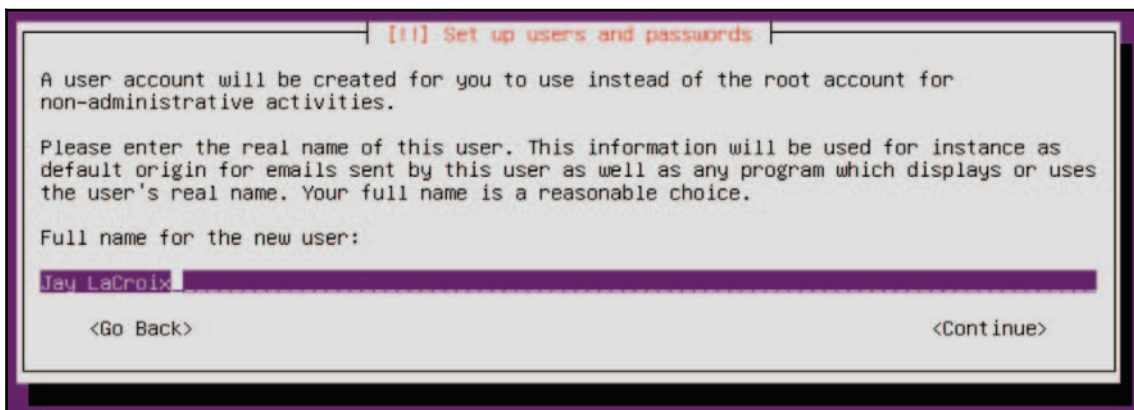 [!!] Set up users and passwords
A user account will be created for you to use instead of the root account for
non-administrative activities.
Please enter the real name of this user. This information will be used for instance as
default origin for emails sent by this user as well as any program which displays or uses
the user's real name. Your full name is a reasonable choice.
Full name for the new user:
Jay LaCroix
<Go Back> <Continue>